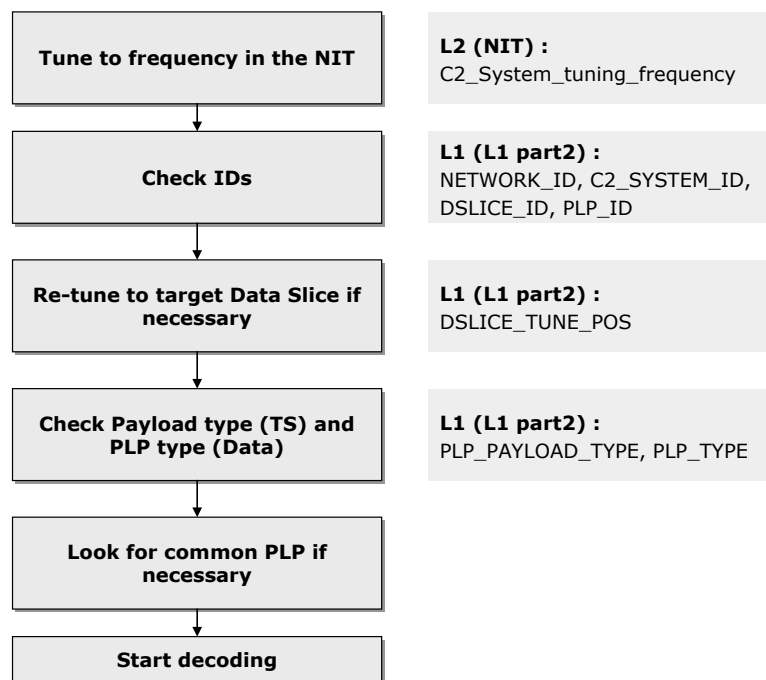 Tune to frequency in the NIT
L2 (NIT) :
C2_System_tuning_frequency
Check IDs
L1 (L1 part2) :
NETWORK_ID, C2_SYSTEM_ID,
DSLICE_ID, PLP_ID
Re-tune to target Data Slice if
necessary
L1 (L1 part2) :
DSLICE_TUNE_POS
Check Payload type (TS) and
PLP type (Data)
L1 (L1 part2) :
PLP_PAYLOAD_TYPE, PLP_TYPE
Look for common PLP if
necessary
Start decoding